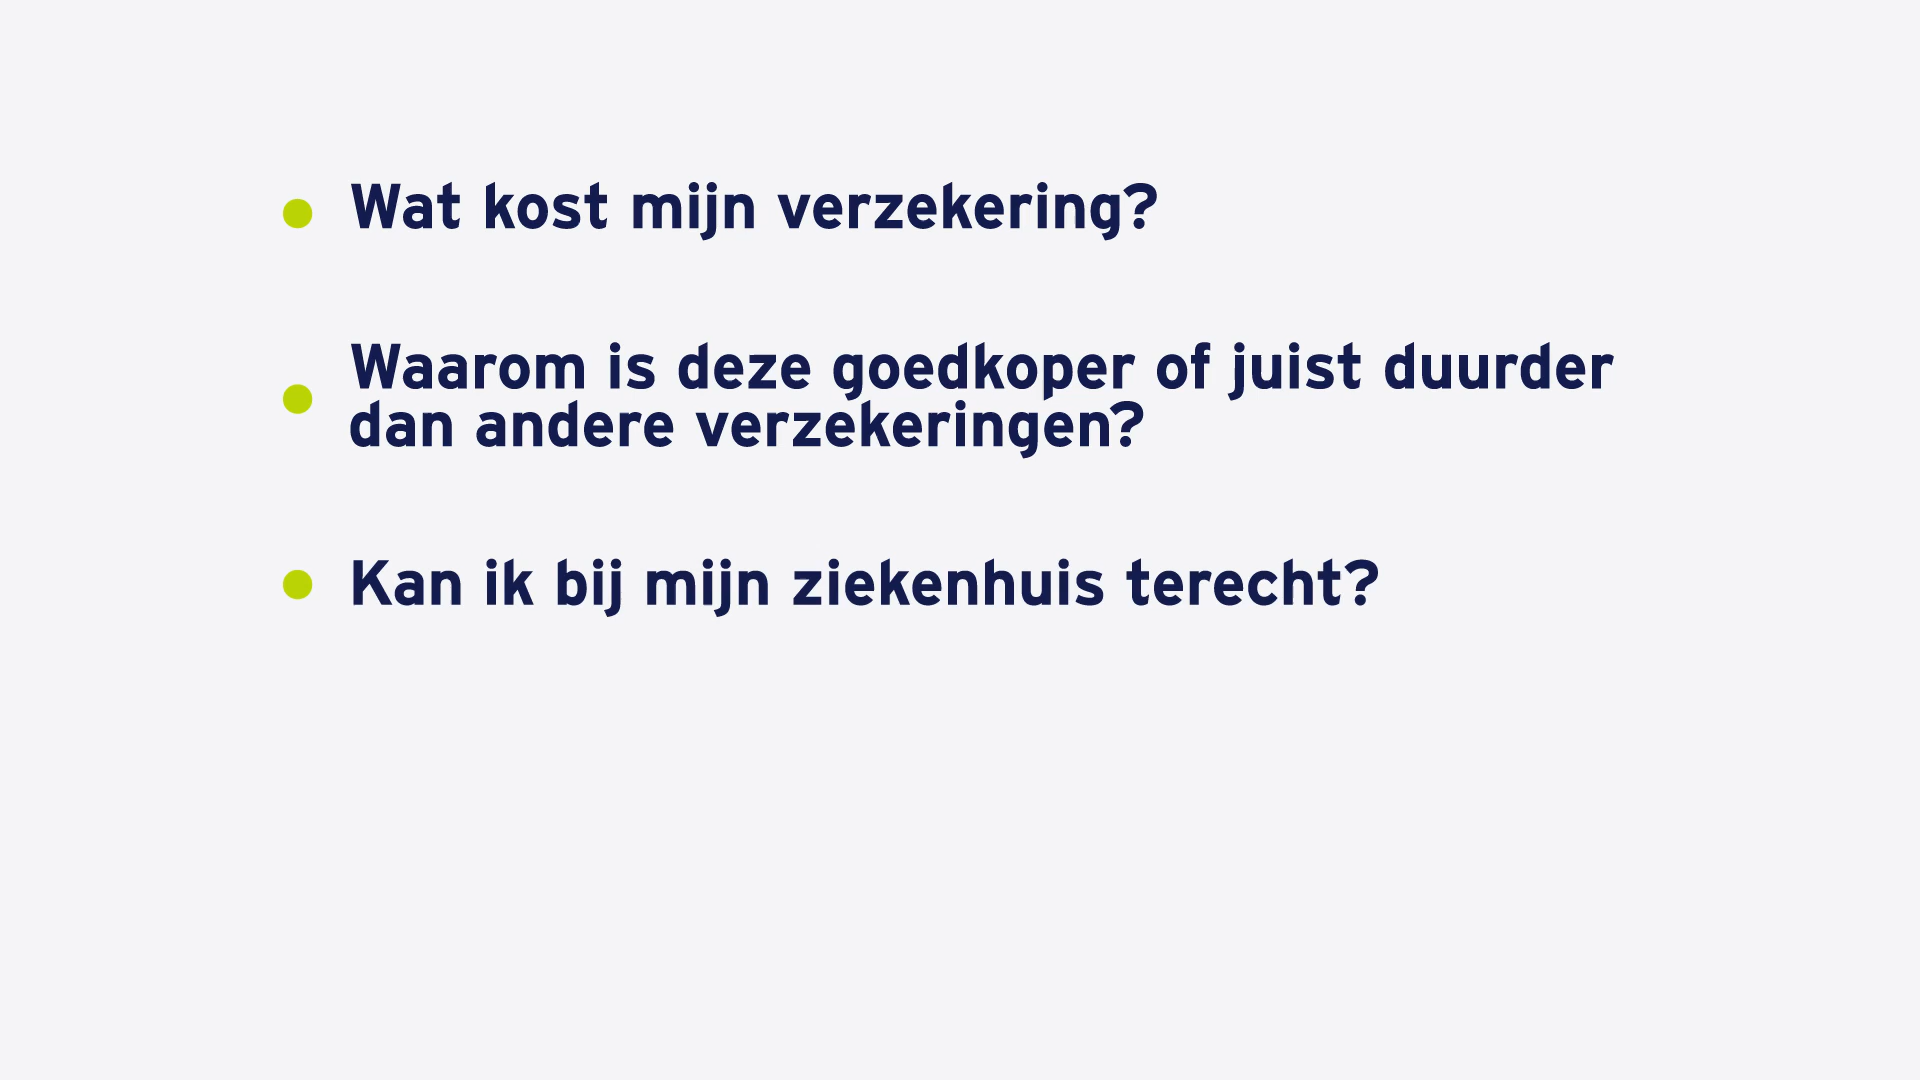 Wat kost mijn verzekering?
Waarom is deze goedkoper of juist duurder
dan andere verzekeringen?
Kan ik bij mijn ziekenhuis terecht?